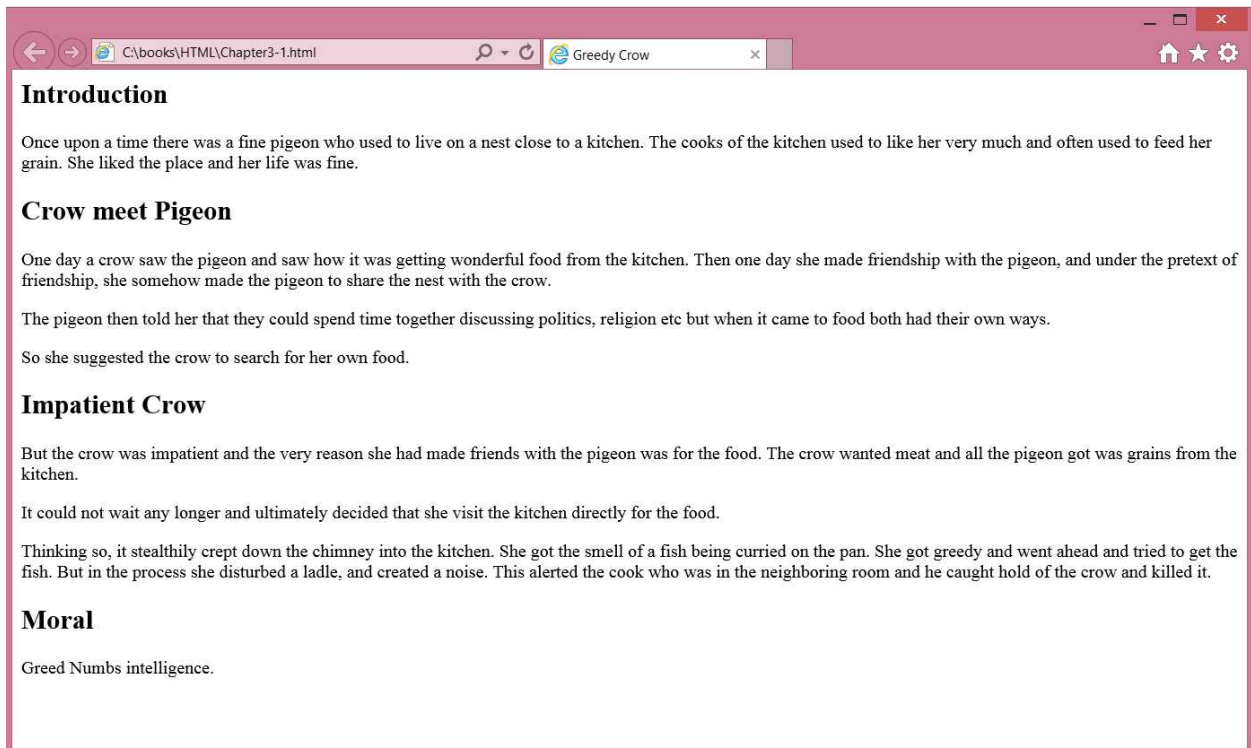 C:\books\HTML\Chapter3-1.html
Greedy Crow
Introduction
Once upon a time there was a fine pigeon who used to live on a nest close to a kitchen. The cooks of the kitchen used to like her very much and often used to feed her
grain. She liked the place and her life was fine.
Crow meet Pigeon
One day a crow saw the pigeon and saw how it was getting wonderful food from the kitchen. Then one day she made friendship with the pigeon, and under the pretext of
friendship, she somehow made the pigeon to share the nest with the crow.
The pigeon then told her that they could spend time together discussing politics, religion etc but when it came to food both had their own ways.
So she suggested the crow to search for her own food.
Impatient Crow
But the crow was impatient and the very reason she had made friends with the pigeon was for the food. The crow wanted meat and all the pigeon got was grains from the
kitchen.
It could not wait any longer and ultimately decided that she visit the kitchen directly for the food.
Thinking so, it stealthily crept down the chimney into the kitchen. She got the smell of a fish being curried on the pan. She got greedy and went ahead and tried to get the
fish. But in the process she disturbed a ladle, and created a noise. This alerted the cook who was in the neighboring room and he caught hold of the crow and killed it.
Moral
Greed Numbs intelligence.